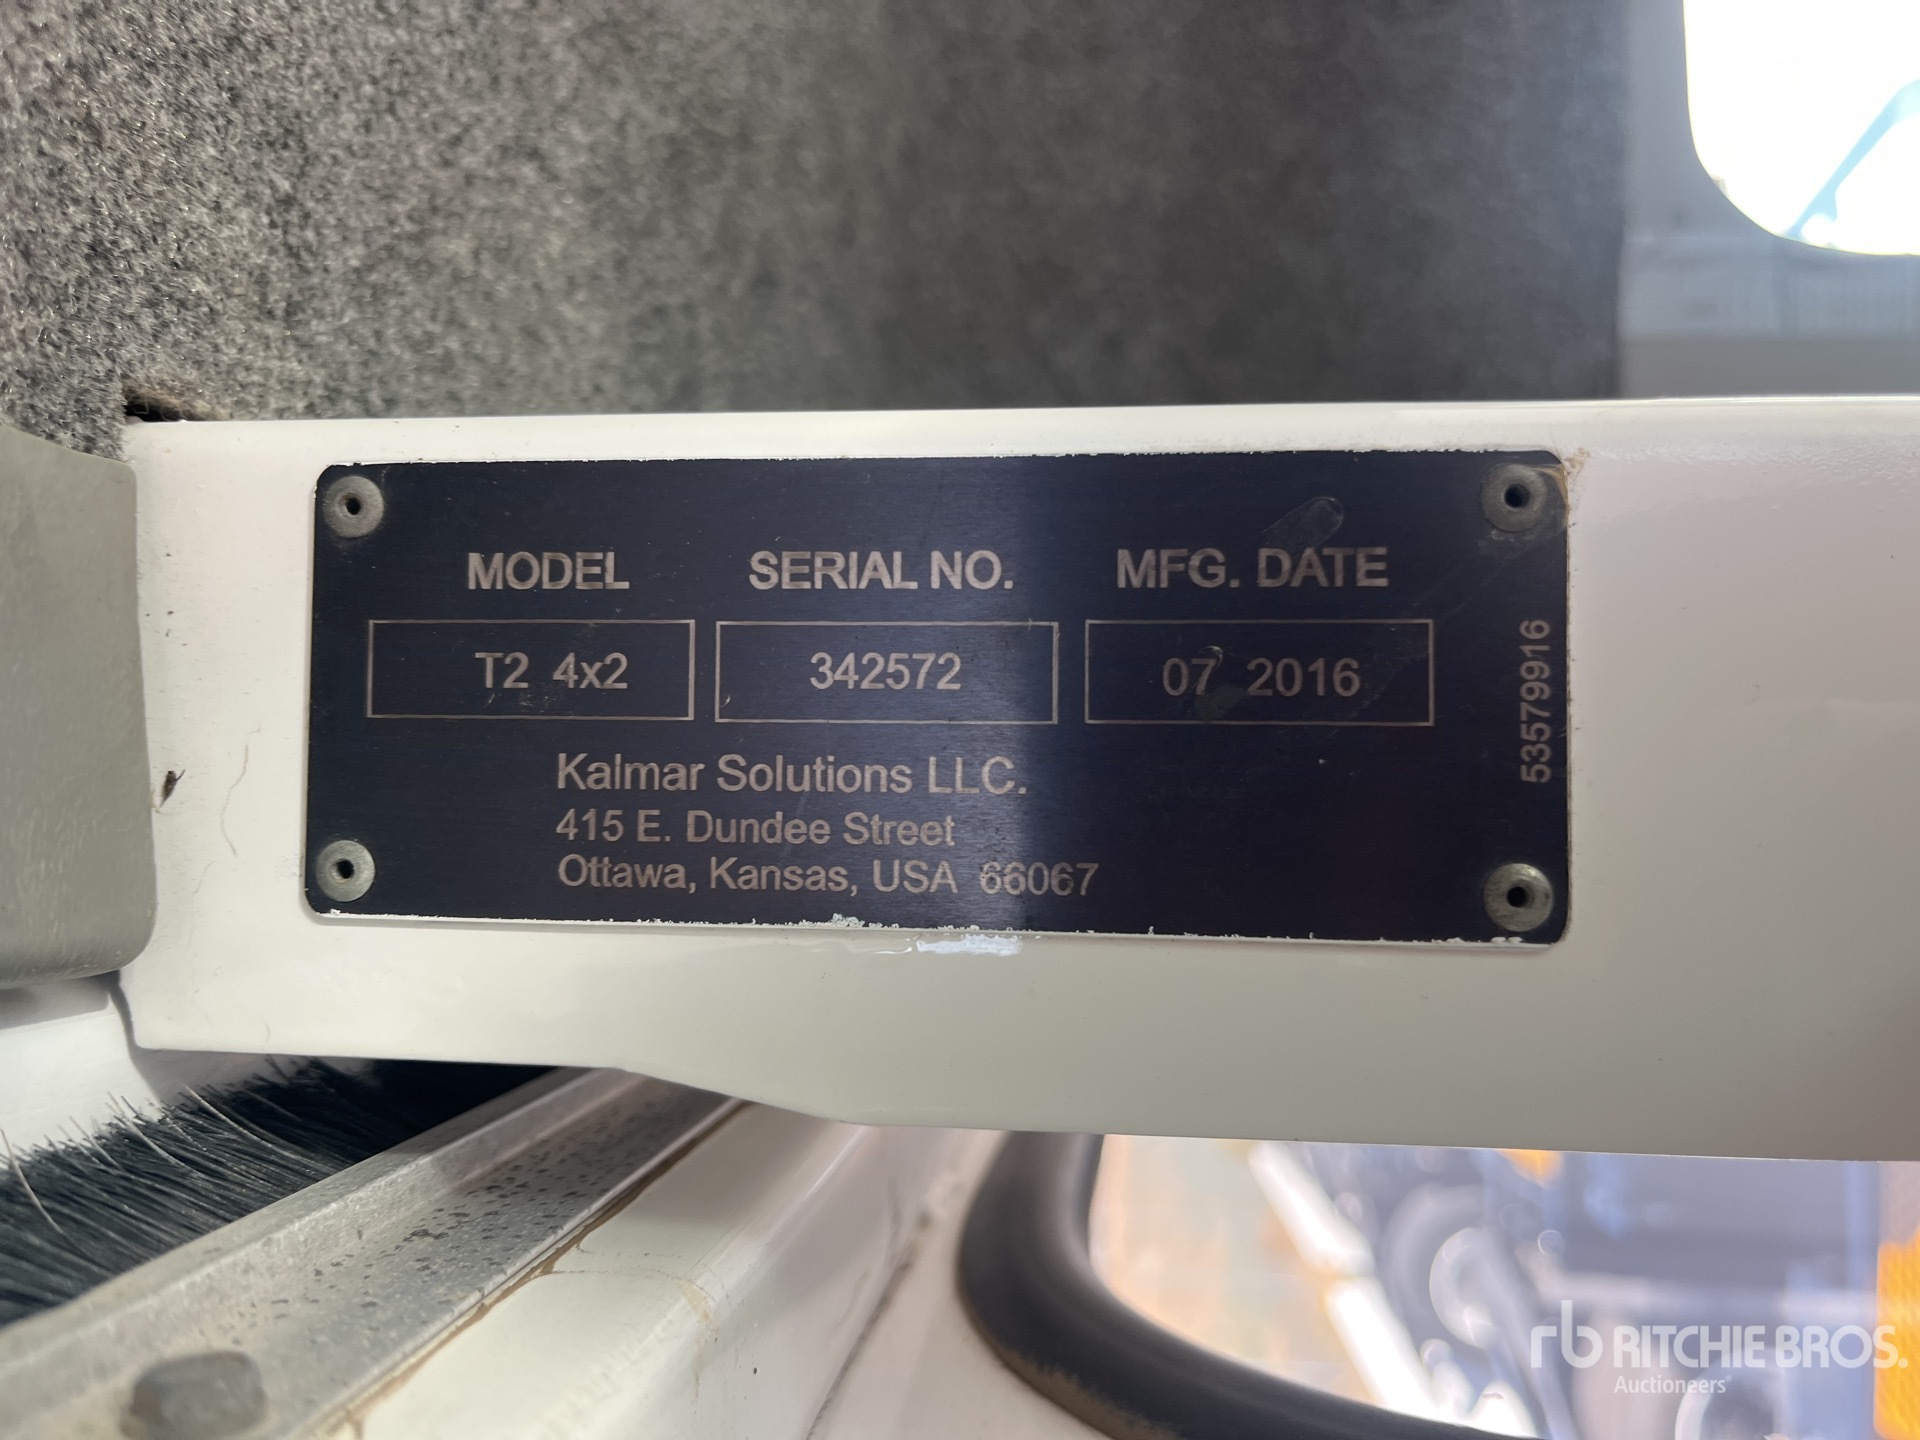 MODEL SERIAL NO. MFG. DATE
T2 4x2 342572 07 2016
Kalmar Solutions LLC.
415 E. Dundee Street
Ottawa, Kansas, USA 66067
53579916
rb RITCHIE BROS.
Auctioneers